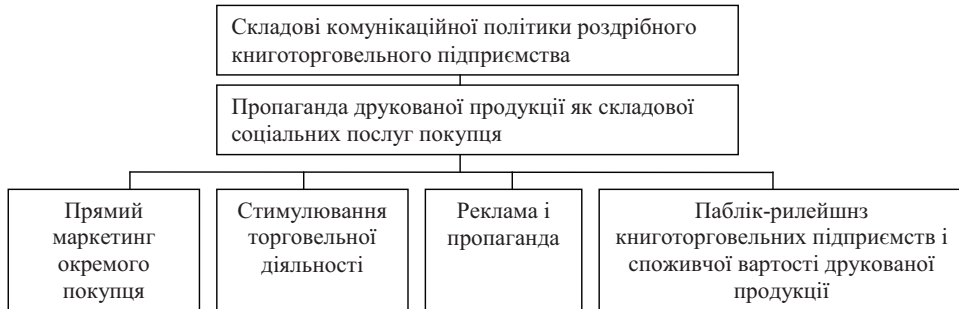 Складові комунікаційної політики роздрібного
книготорговельного підприємства
Пропаганда друкованої продукції як складової
соціальних послуг покупця
Прямий
маркетинг
окремого
покупця
Стимулювання
торговельної
діяльності
Реклама і
пропаганда
Паблік-рилейшнз
книготорговельних підприємств і
споживчої вартості друкованої
продукції